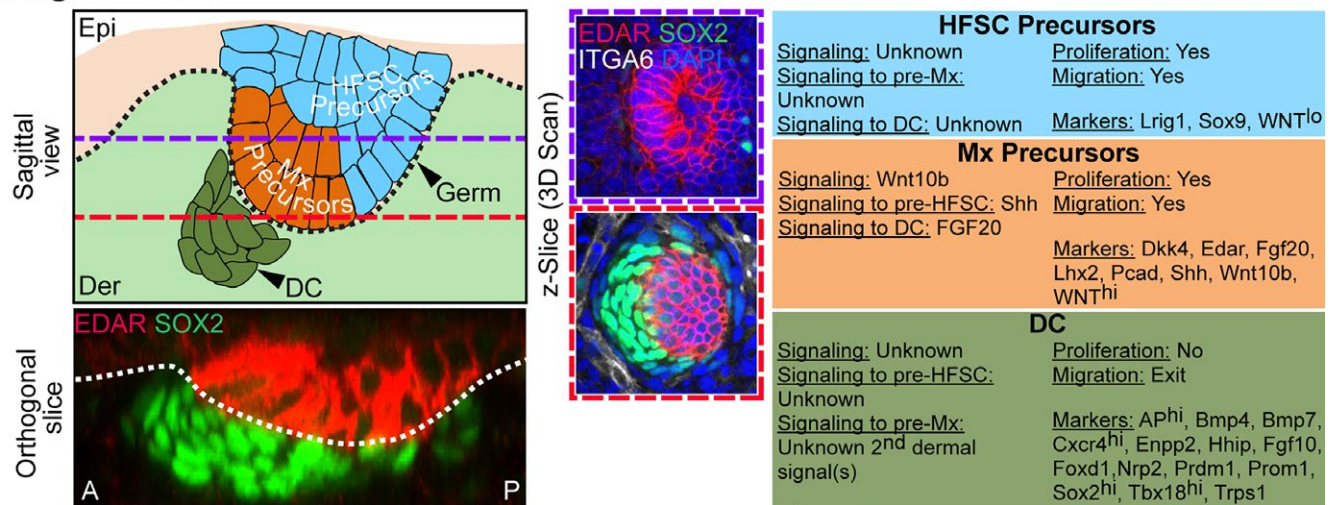 Epi
HFSC
Precursors
Mx
Precursors
Germ
DC
Der
Sagittal
view
EDAR SOX2
A
P
Orthogonal
slice
z-Slice (3D Scan)
EDAR SOX2
ITGA6 DAPI
HFSC Precursors
Signaling: Unknown
Signaling to pre-Mx:
Unknown
Signaling to DC: Unknown
Proliferation: Yes
Migration: Yes
Markers: Lrig1, Sox9, WNTlo
Mx Precursors
Signaling: Wnt10b
Signaling to pre-HFSC: Shh
Signaling to DC: FGF20
Proliferation: Yes
Migration: Yes
Markers: Dkk4, Edar, Fgf20,
Lhx2, Pcad, Shh, Wnt10b,
WNThi
DC
Signaling: Unknown
Signaling to pre-HFSC:
Unknown
Signaling to pre-Mx:
Unknown 2nd dermal
signal(s)
Proliferation: No
Migration: Exit
Markers: APhi, Bmp4, Bmp7,
Cxcr4hi, Enpp2, Hhip, Fgf10,
Foxd1,Nrp2, Prdm1, Prom1,
Sox2hi, Tbx18hi, Trps1